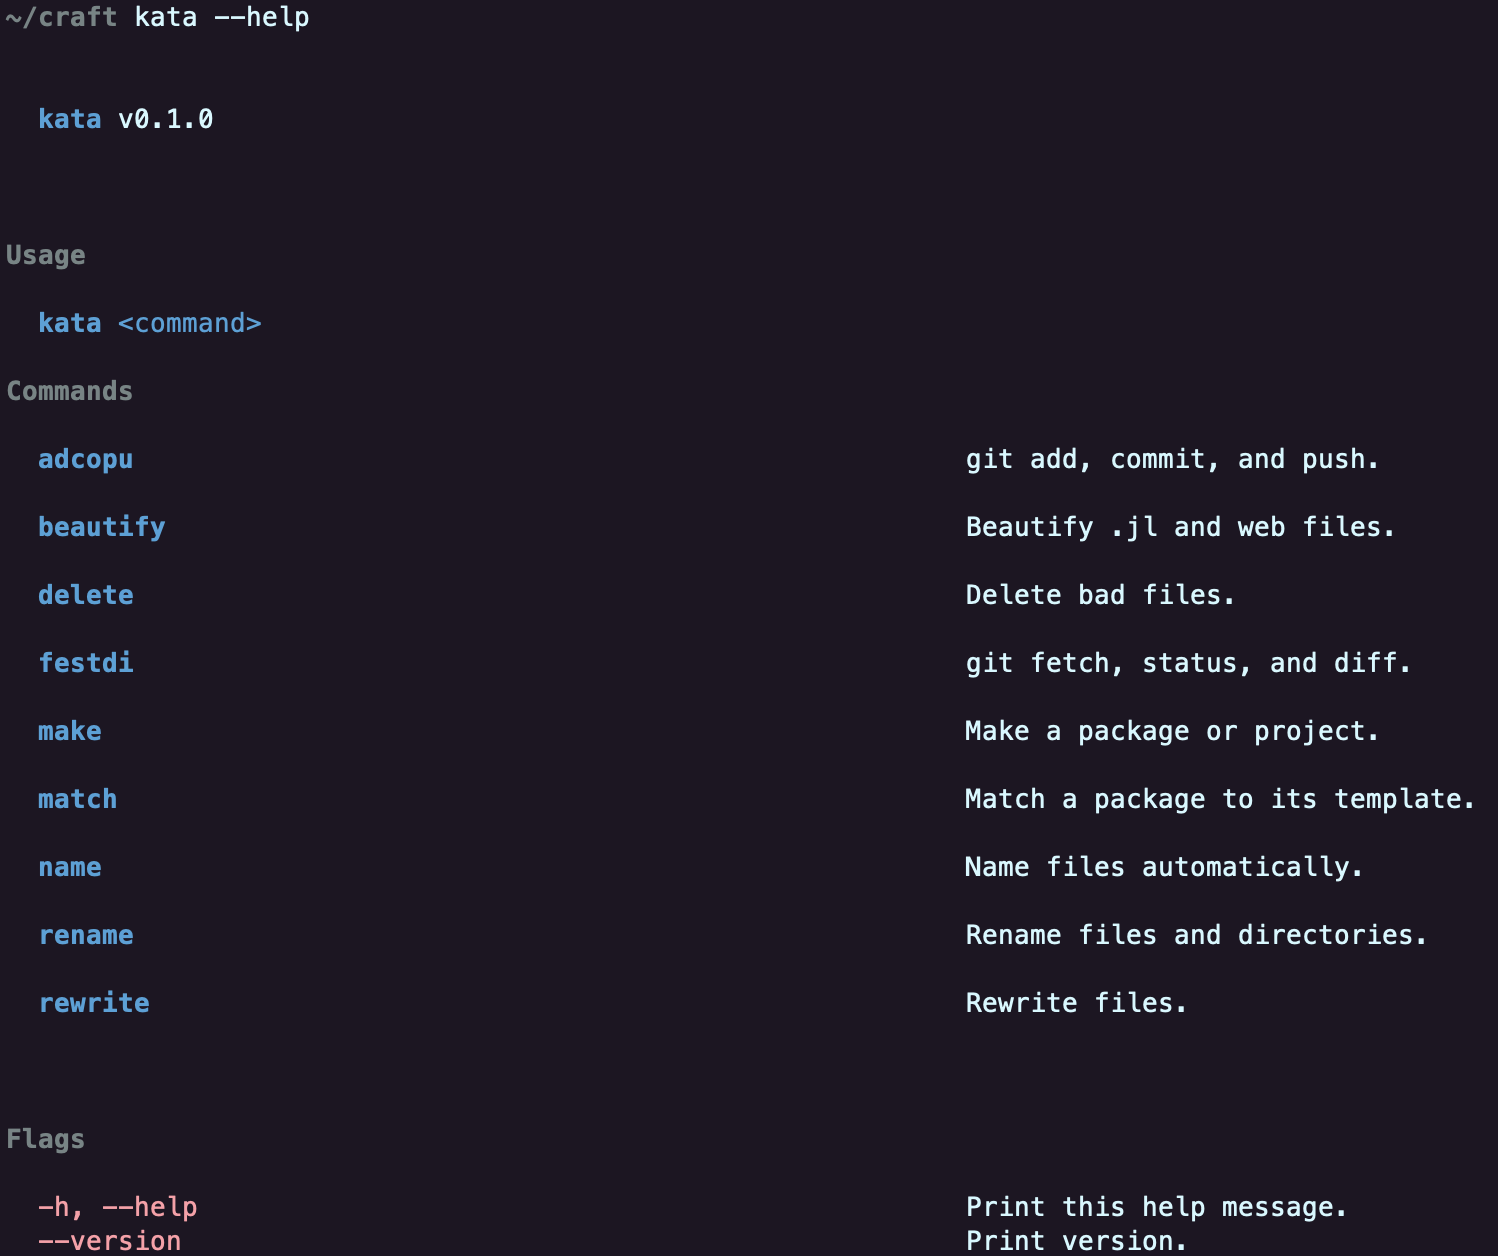 ~/craft kata --help
kata v0.1.0
Usage
kata <command>
Commands
adcopu git add, commit, and push.
beautify Beautify .jl and web files.
delete Delete bad files.
festdi git fetch, status, and diff.
make Make a package or project.
match Match a package to its template.
name Name files automatically.
rename Rename files and directories.
rewrite Rewrite files.
Flags
-h, --help Print this help message.
--version Print version.